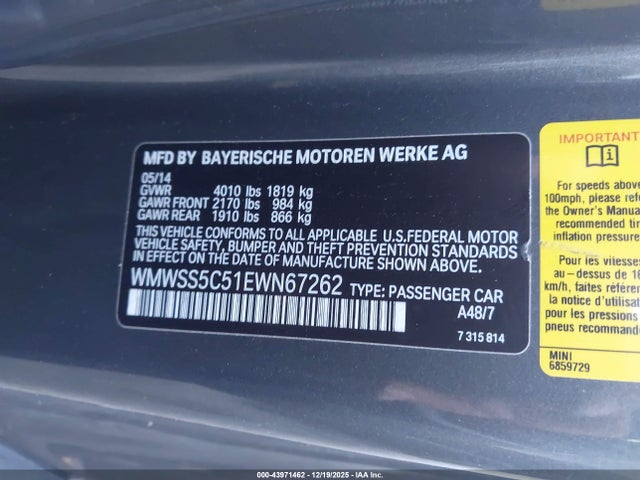 MFD BY BAYERISCHE MOTOREN WERKE AG
05/14
GVWR 4010 lbs 1819 kg
GAWR FRONT 2170 lbs 984 kg
GAWR REAR 1910 lbs 866 kg
THIS VEHICLE CONFORMS TO ALL APPLICABLE U.S.FEDERAL MOTOR
VEHICLE SAFETY, BUMPER, AND THEFT PREVENTION STANDARDS
IN EFFECT ON THE DATE OF MANUFACTURE SHOWN ABOVE.
WMWSS5C51EWN67262 TYPE: PASSENGER CAR
A48/7
7 315 814
IMPORTANT
For speeds above
100mph, please refe
the Owner's Manua
recommended tir
inflation pressure
Pour les vitesses
au-dessus de 16
km/h, faites référe
la notice d'utilisat
pour les pressions
pneus recommand
MINI
6859729
000-43971462 - 12/19/2025 - IAA Inc.